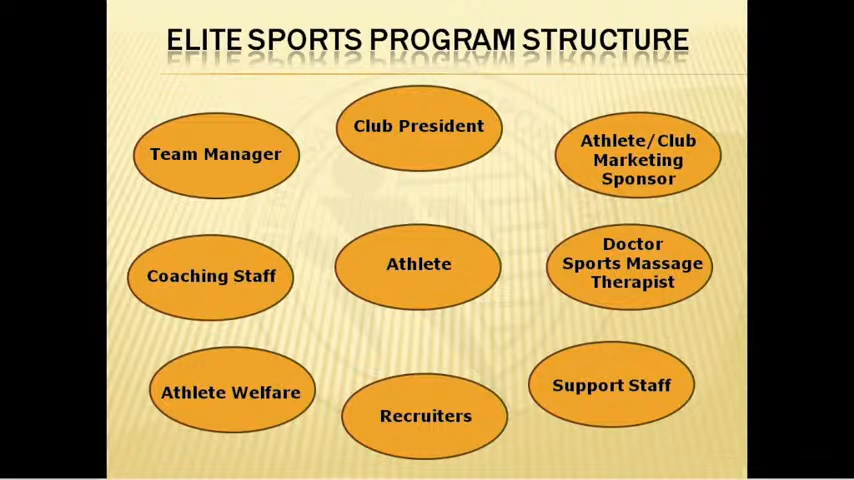 ELITE SPORTS PROGRAM STRUCTURE
Club President
Team Manager
Athlete/Club
Marketing
Sponsor
Coaching Staff
Athlete
Doctor
Sports Massage
Therapist
Athlete Welfare
Recruiters
Support Staff